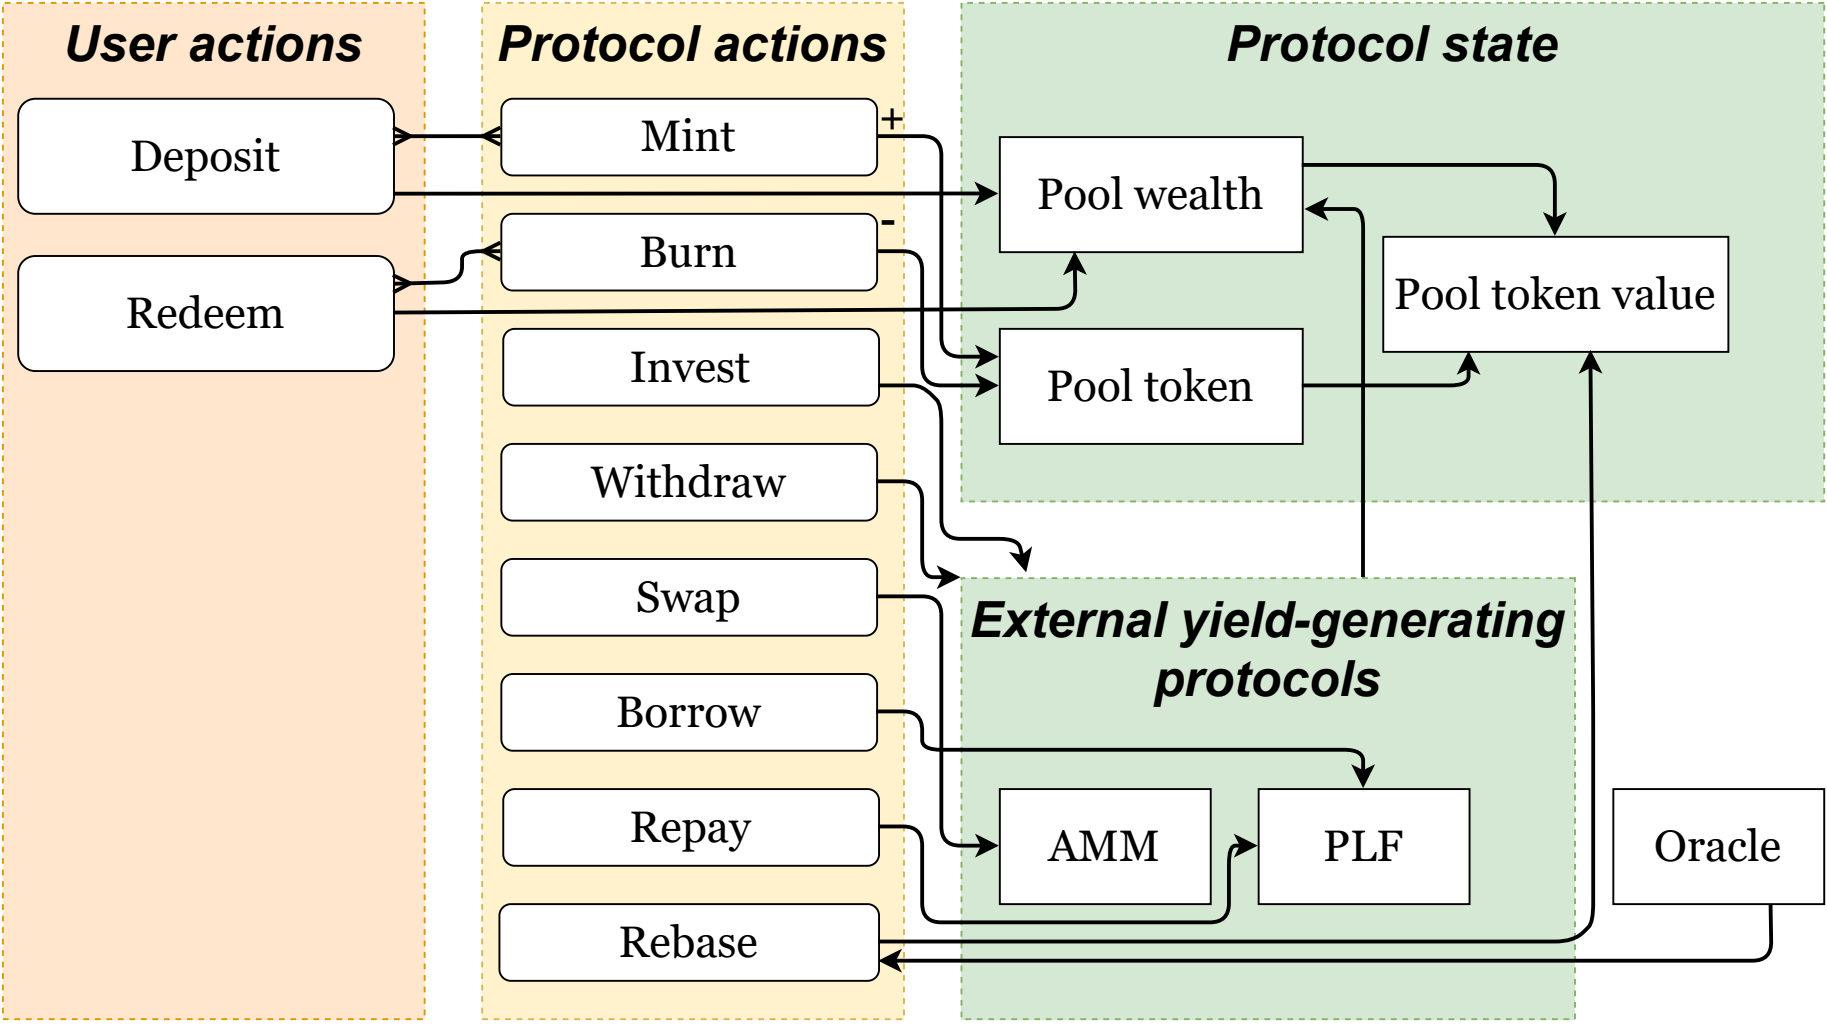 User actions
Deposit
Redeem
Protocol actions
Mint
+
Burn
-
Invest
Withdraw
Swap
Borrow
Repay
Rebase
Protocol state
Pool wealth
Pool token value
Pool token
External yield-generating
protocols
AMM
PLF
Oracle